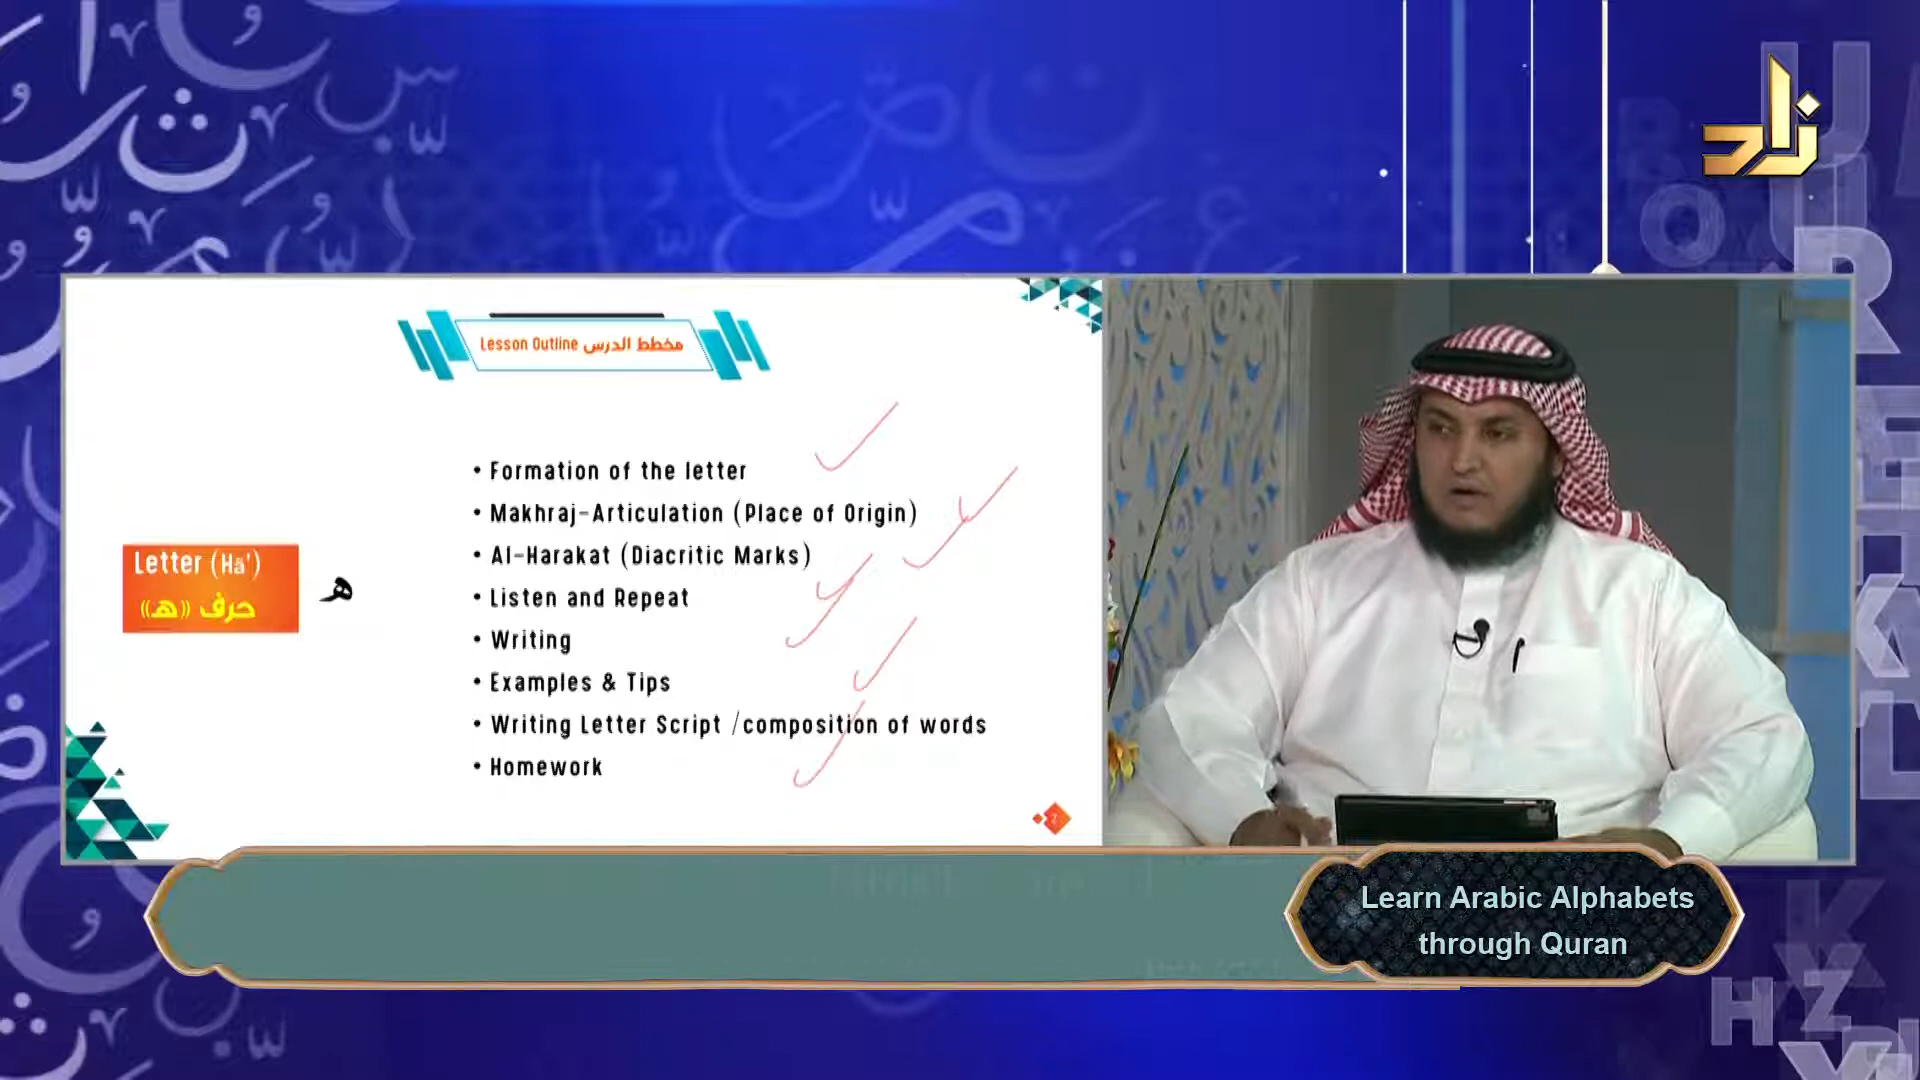 زاد
Lesson Outline مخطط الدرس
• Formation of the letter
• Makhraj-Articulation (Place of Origin)
• Al-Harakat (Diacritic Marks)
• Listen and Repeat
• Writing
• Examples & Tips
• Writing Letter Script /composition of words
• Homework
Letter (Hā')
حرف ((هـ))
هـ
2
Learn Arabic Alphabets
through Quran